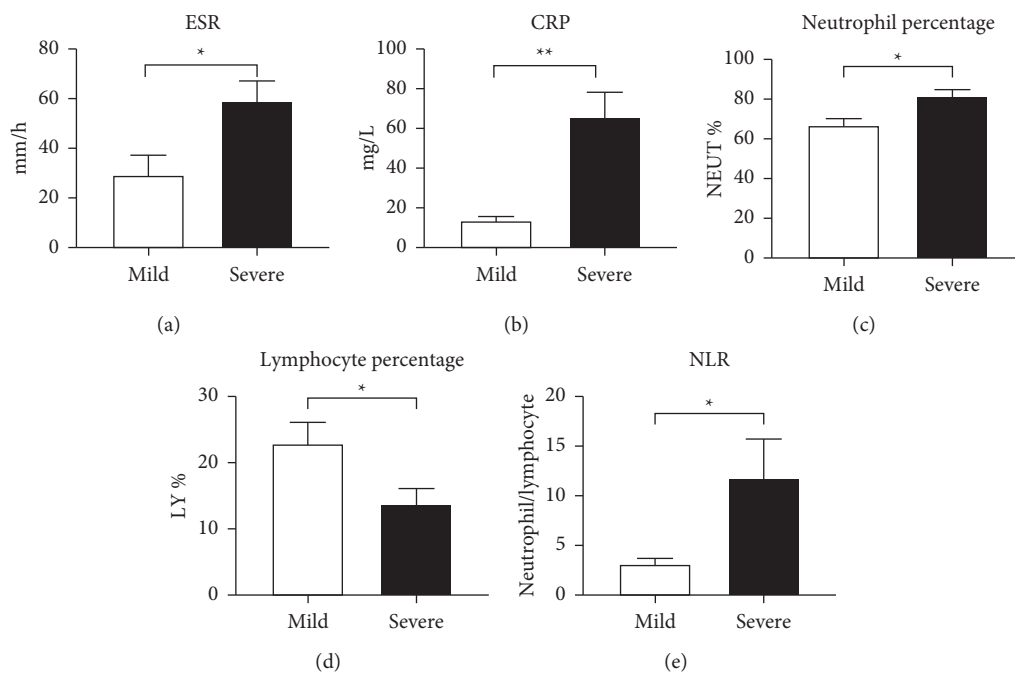 ESR
80
60
40
20
0
mm/h
*
Mild Severe
(a)
CRP
100
80
60
40
20
0
mg/L
**
Mild Severe
(b)
Neutrophil percentage
100
80
60
40
20
0
NEUT %
*
Mild Severe
(c)
Lymphocyte percentage
30
20
10
0
LY %
*
Mild Severe
(d)
NLR
20
15
10
5
0
Neutrophil/lymphocyte
*
Mild Severe
(e)